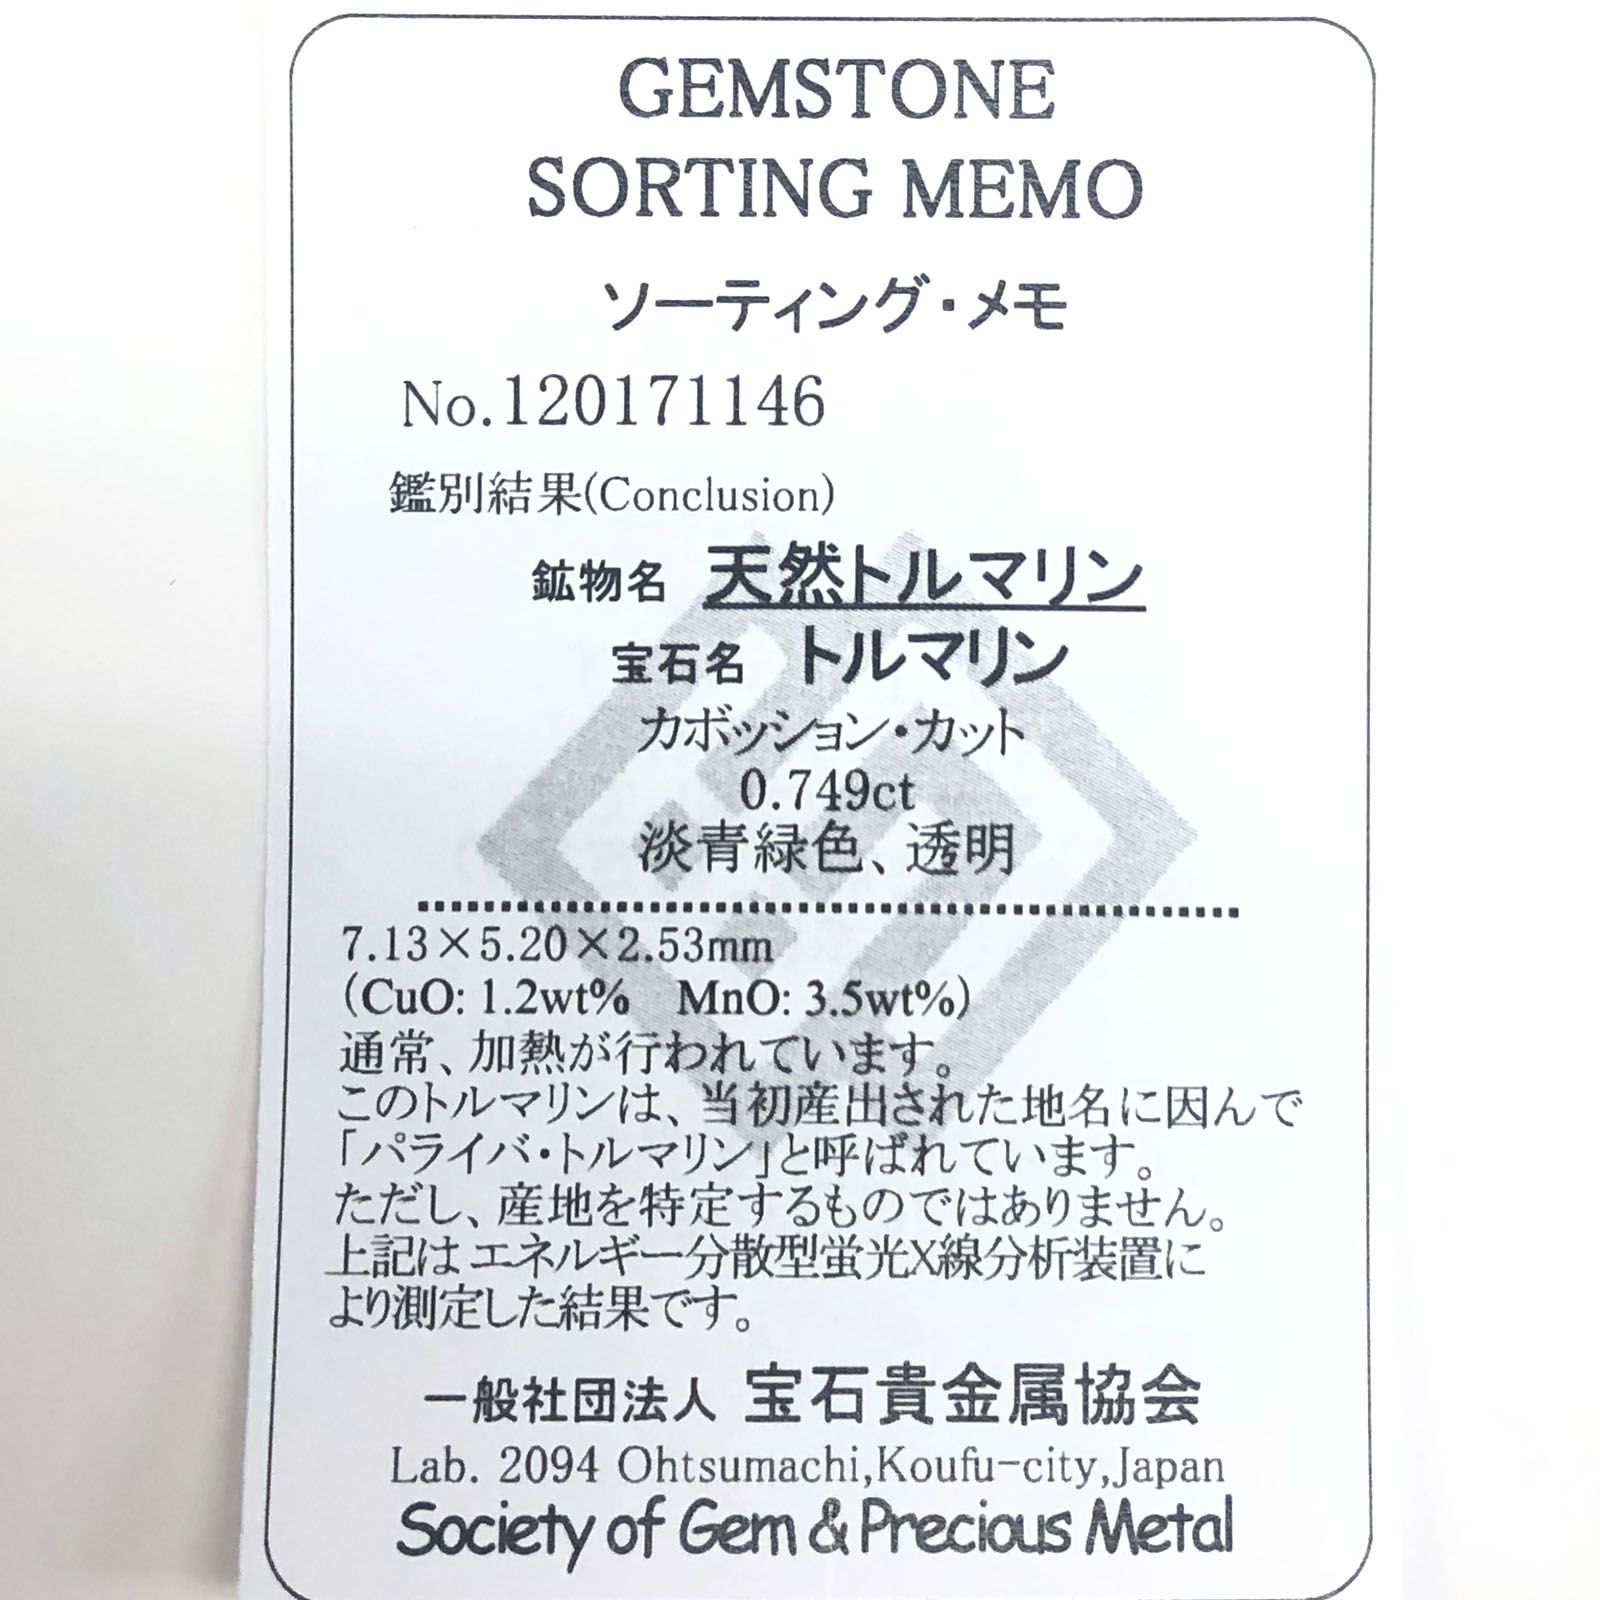 GEMSTONE
SORTING MEMO
ソーティング・メモ
No.120171146
鑑別結果(Conclusion)
鉱物名 天然トルマリン
宝石名 トルマリン
カボッション・カット
0.749ct
淡青緑色、透明
7.13×5.20×2.53mm
(CuO: 1.2wt% MnO: 3.5wt%)
通常、加熱が行われています。
このトルマリンは、当初産出された地名に因んで
「パライバ・トルマリン」と呼ばれています。
ただし、産地を特定するものではありません。
上記はエネルギー分散型蛍光X線分析装置に
より測定した結果です。
一般社団法人 宝石貴金属協会
Lab. 2094 Ohtsumachi,Koufu-city,Japan
Society of Gem & Precious Metal